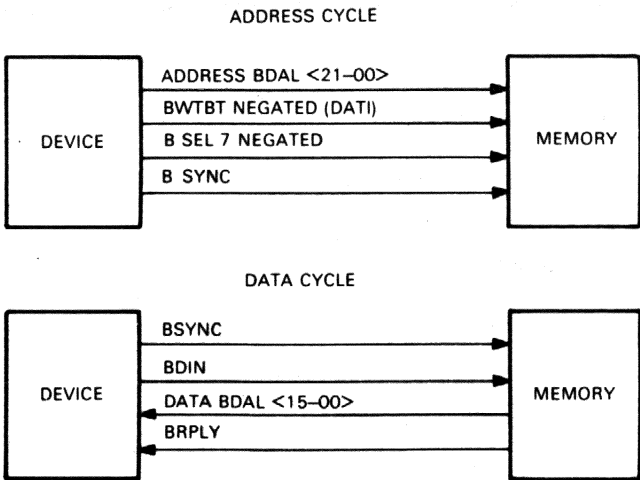 ADDRESS CYCLE
ADDRESS BDAL <21–00>
BWTBT NEGATED (DATI)
DEVICE
B SEL 7 NEGATED
MEMORY
B SYNC
DATA CYCLE
BSYNC
BDIN
DEVICE
MEMORY
DATA BDAL <15–00>
BRPLY